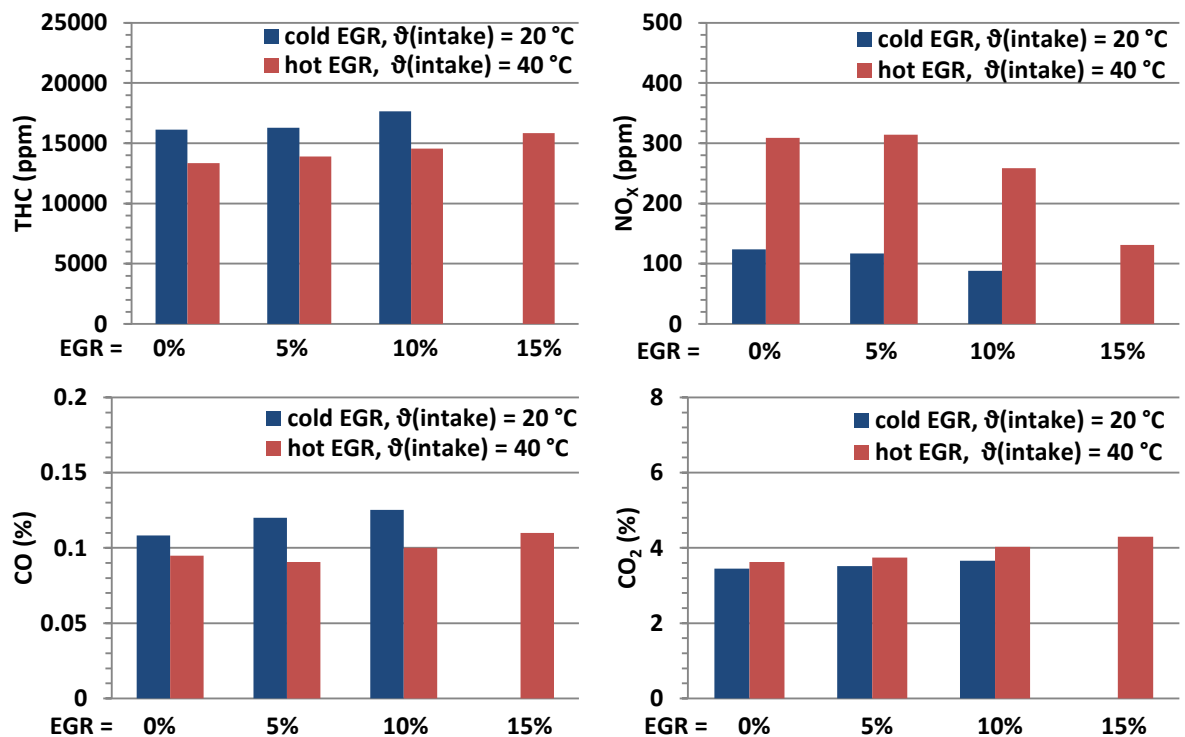 25000
20000
15000
10000
5000
0
THC (ppm)
cold EGR, ϑ(intake) = 20 °C
hot EGR, ϑ(intake) = 40 °C
EGR = 0% 5% 10% 15%
500
400
300
200
100
0
NOX (ppm)
cold EGR, ϑ(intake) = 20 °C
hot EGR, ϑ(intake) = 40 °C
EGR = 0% 5% 10% 15%
0.2
0.15
0.1
0.05
0
CO (%)
cold EGR, ϑ(intake) = 20 °C
hot EGR, ϑ(intake) = 40 °C
EGR = 0% 5% 10% 15%
8
6
4
2
0
CO2 (%)
cold EGR, ϑ(intake) = 20 °C
hot EGR, ϑ(intake) = 40 °C
EGR = 0% 5% 10% 15%